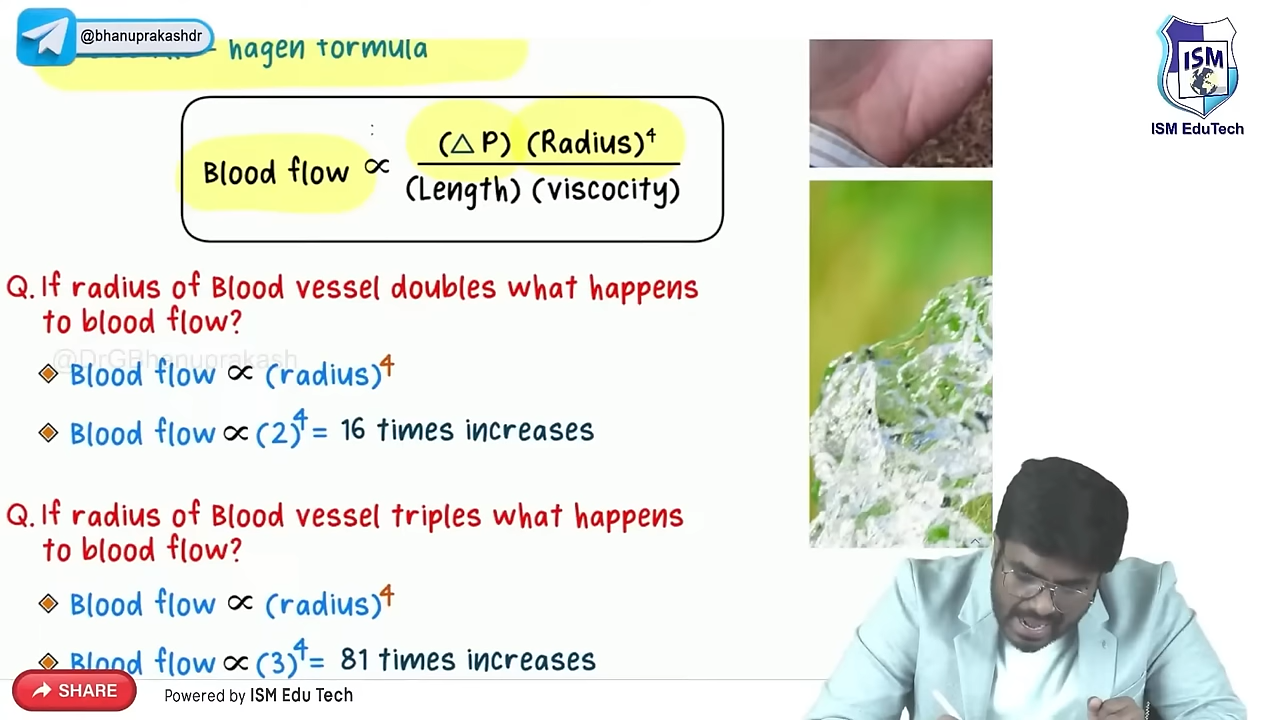 @bhanuprakashdr
hagen formula
ISM
ISM EduTech
Blood flow ∝ (△ P) (Radius)⁴
(Length) (viscocity)
Q. If radius of Blood vessel doubles what happens
to blood flow?
@DrGBhanuprakash
Blood flow ∝ (radius)⁴
Blood flow ∝ (2)⁴ = 16 times increases
Q. If radius of Blood vessel triples what happens
to blood flow?
Blood flow ∝ (radius)⁴
Blood flow ∝ (3)⁴ = 81 times increases
SHARE
Powered by ISM Edu Tech